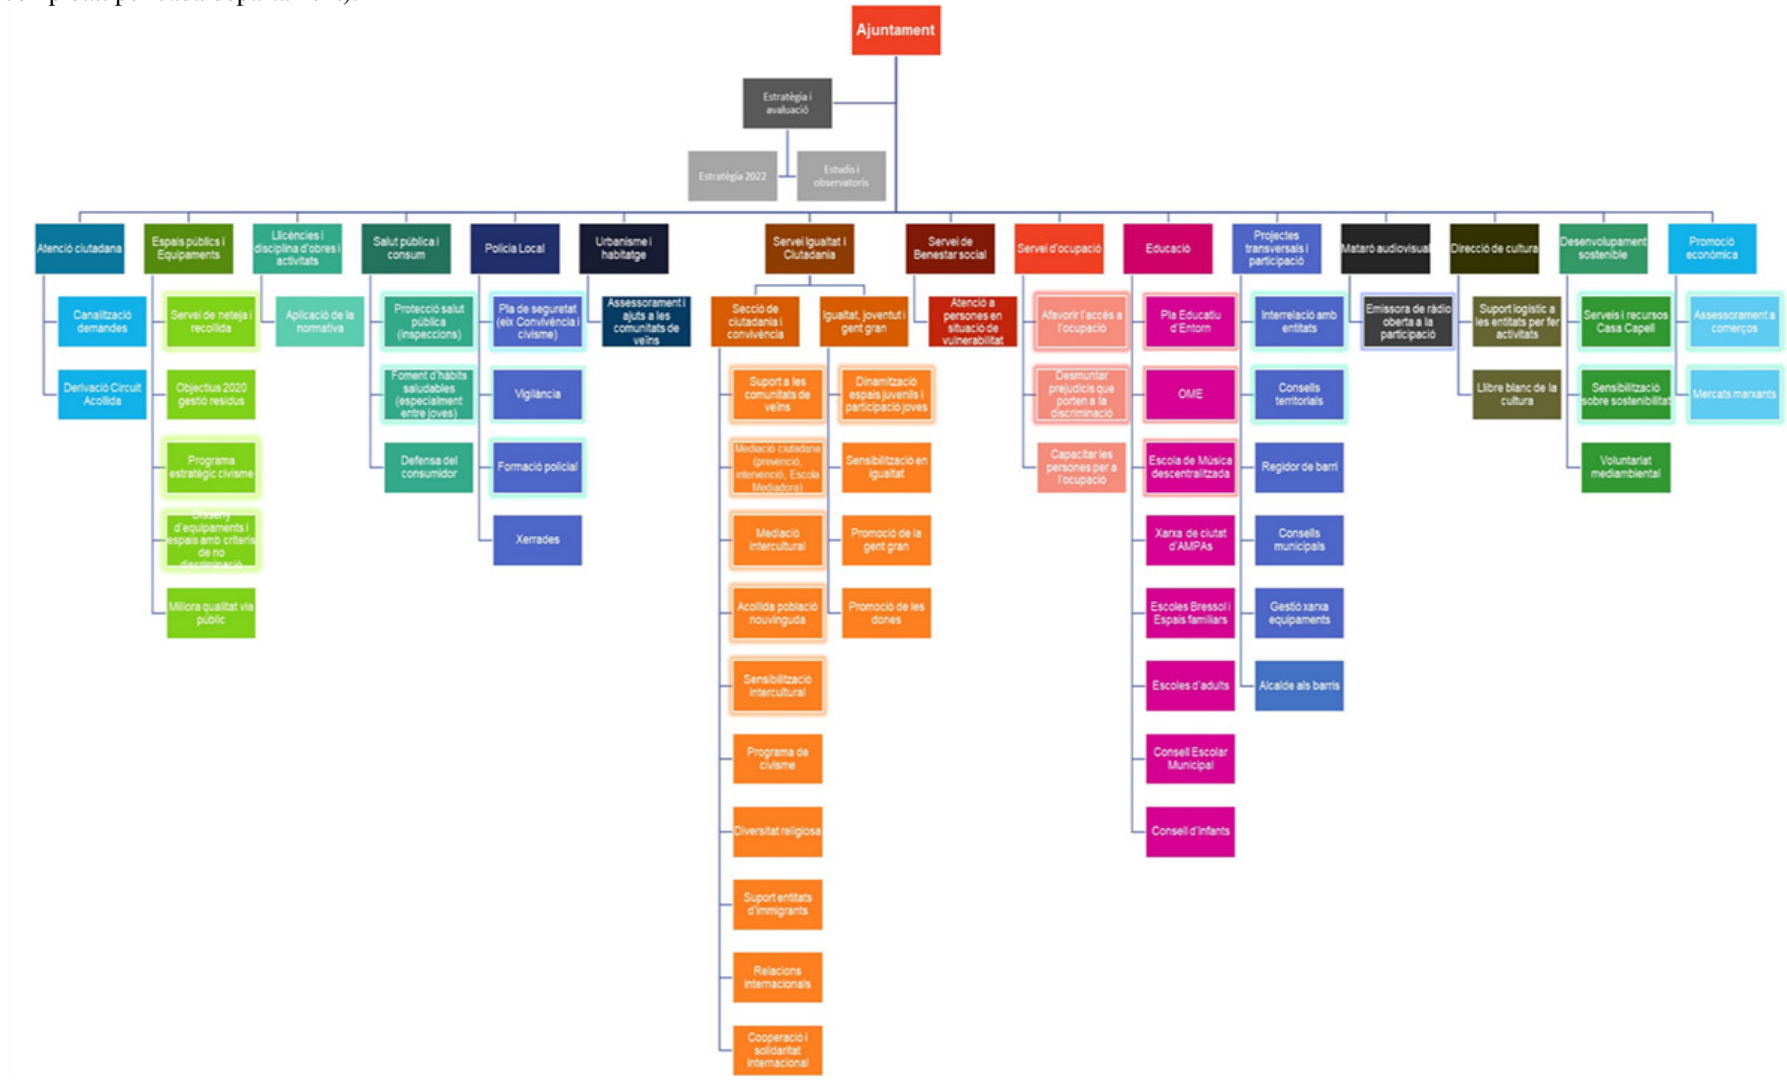 Ajuntament
Estratègia i
avaluació
Estratègia 2022
Estudis i
observatoris
Atenció ciutadana
Canalització
demandes
Derivació Circuit
Acollida
Espais públics i
Equipaments
Servei de neteja i
recollida
Objectius 2020
gestió residus
Programa
estratègic civisme
Disseny
d'equipaments i
espais amb criteris
de no
discriminació
Millora qualitat via
públic
Llicències i
disciplina d'obres i
activitats
Aplicació de la
normativa
Salut pública i
consum
Protecció salut
pública
(inspeccions)
Foment d'hàbits
saludables
(especialment
entre joves)
Defensa del
consumidor
Policia Local
Pla de seguretat
(eix Convivència i
civisme)
Vigilància
Formació policial
Xerrades
Urbanisme i
habitatge
Assessorament i
ajuts a les
comunitats de
veïns
Servei Igualtat i
Ciutadania
Secció de
ciutadania i
convivència
Suport a les
comunitats de
veïns
Mediació ciutadana
(prevenció,
intervenció, Escola
Mediadora)
Mediació
intercultural
Acollida població
nouvinguda
Sensibilització
intercultural
Programa de
civisme
Diversitat religiosa
Suport entitats
d'immigrants
Relacions
internacionals
Cooperació i
solidaritat
internacional
Igualtat, joventut i
gent gran
Dinamització
espais juvenils i
participació joves
Sensibilització en
igualtat
Promoció de la
gent gran
Promoció de les
dones
Servei de
Benestar social
Atenció a
persones en
situació de
vulnerabilitat
Servei d'ocupació
Afavorir l'accés a
l'ocupació
Desmuntar
prejudicis que
porten a la
discriminació
Capacitar les
persones per a
l'ocupació
Educació
Pla Educatiu
d'Entorn
OME
Escola de Música
descentralitzada
Xarxa de ciutat
d'AMPAs
Escoles Bressol i
Espais familiars
Escoles d'adults
Consell Escolar
Municipal
Consell d'Infants
Projectes
transversals i
participació
Interrelació amb
entitats
Consells
territorials
Regidor de barri
Consells
municipals
Gestió xarxa
equipaments
Alcalde als barris
Mataró audiovisual
Emissora de ràdio
oberta a la
participació
Direcció de cultura
Suport logístic a
les entitats per fer
activitats
Llibre blanc de la
cultura
Desenvolupament
sostenible
Serveis i recursos
Casa Capell
Sensibilització
sobre sostenibilitat
Voluntariat
mediambiental
Promoció
econòmica
Assessorament a
comerços
Mercats marxants